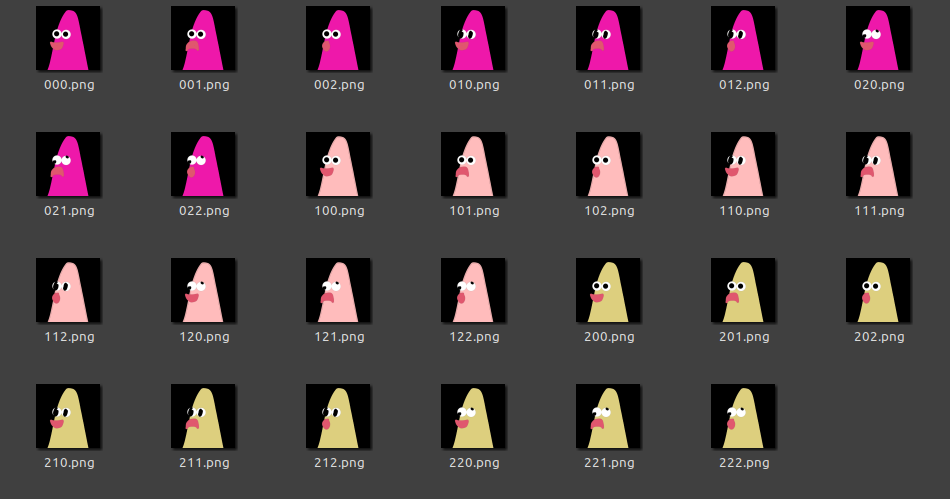 000.png 001.png 002.png 010.png 011.png 012.png 020.png
021.png 022.png 100.png 101.png 102.png 110.png 111.png
112.png 120.png 121.png 122.png 200.png 201.png 202.png
210.png 211.png 212.png 220.png 221.png 222.png